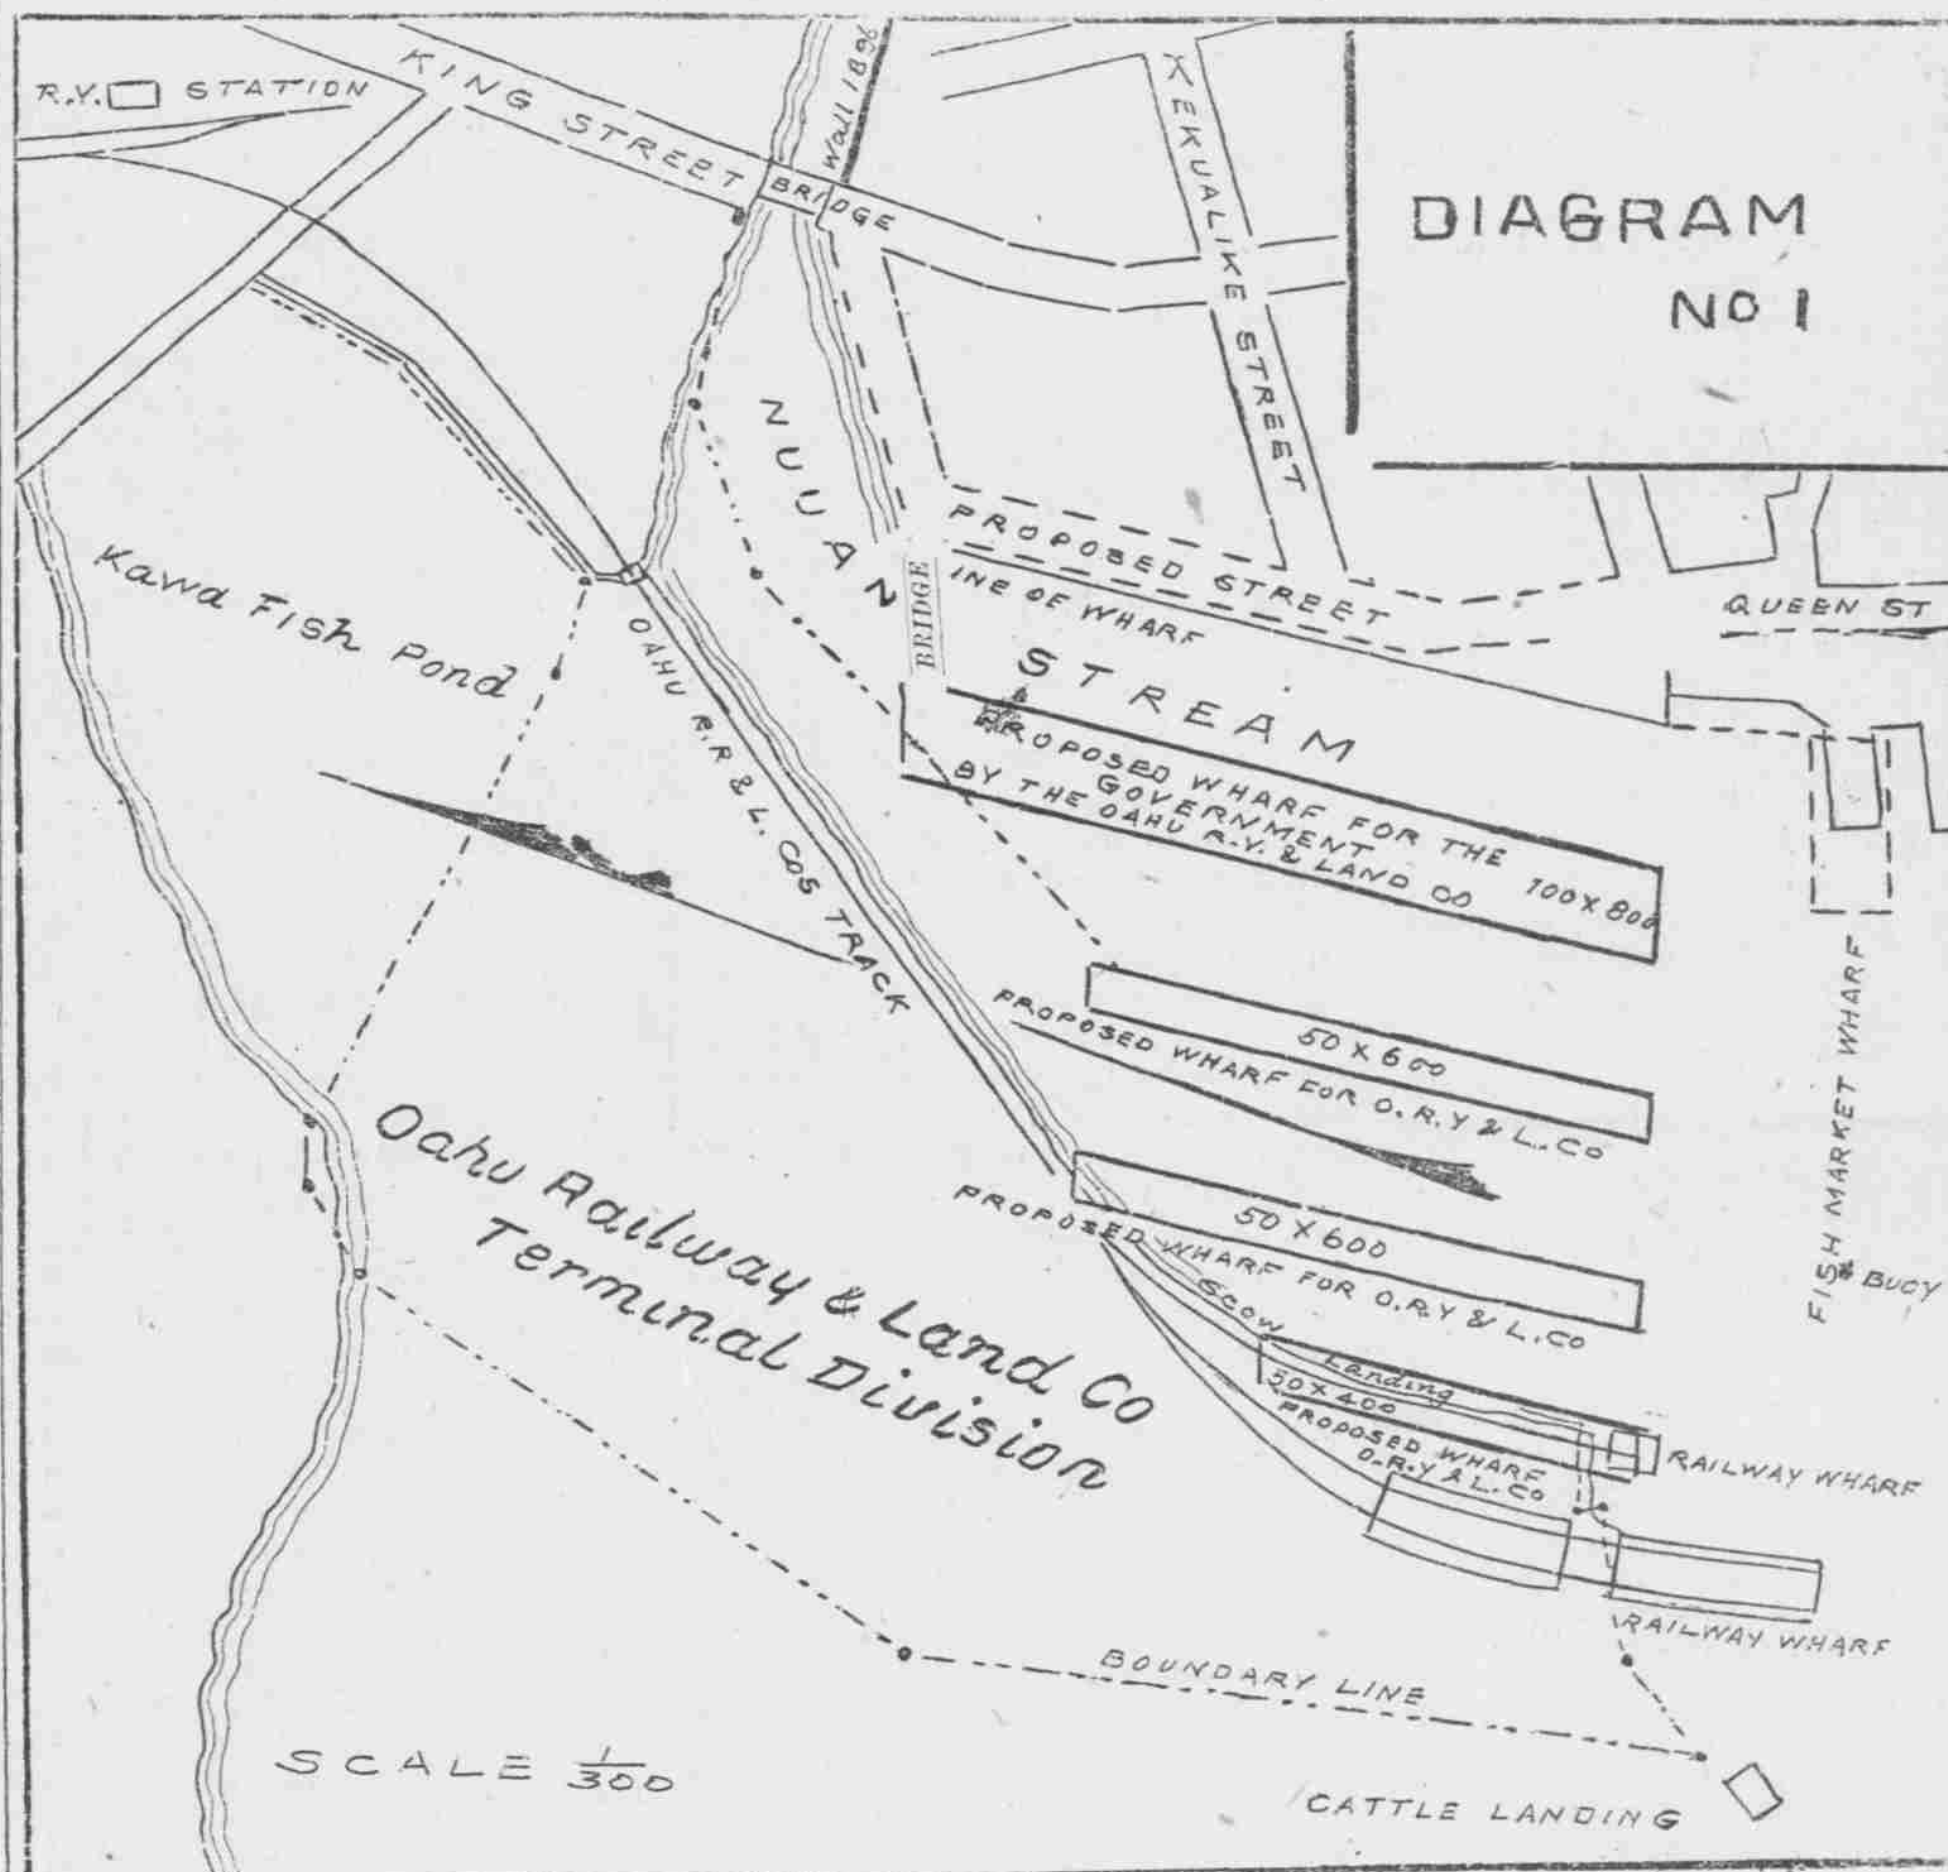 R.Y. STATION
KING STREET
BRIDGE
Wall 1896
KEKUALIKE STREET
DIAGRAM
NO 1
NUUAN
STREAM
BRIDGE
PROPOSED STREET
INE OF WHARF
QUEEN ST
Kawa Fish Pond
OAHU R.R & L. COS TRACK
PROPOSED WHARF FOR THE
GOVERNMENT
BY THE OAHU R.Y. & LAND CO
100 X 800
50 X 600
PROPOSED WHARF FOR O.R.Y & L. CO
50 X 600
PROPOSED WHARF FOR O.R.Y & L. CO
FISH MARKET WHARF
BUOY
Oahu Railway & Land Co
Terminal Division
SCOW
Landing
50 X 400
PROPOSED WHARF
O.R.Y & L. CO
RAILWAY WHARF
RAILWAY WHARF
BOUNDARY LINE
SCALE 1/300
CATTLE LANDING